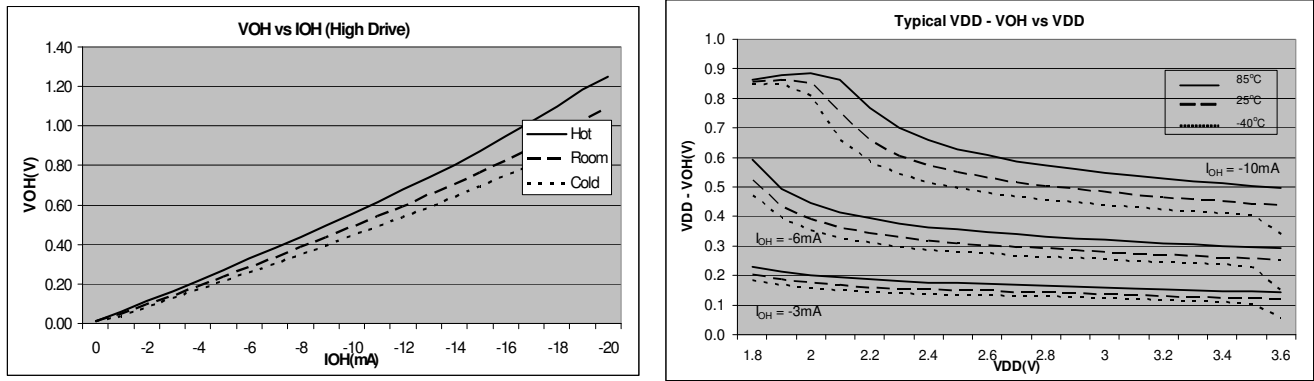 VOH vs IOH (High Drive)
VOH(V)
1.40
1.20
1.00
0.80
0.60
0.40
0.20
0.00
Hot
Room
Cold
0 -2 -4 -6 -8 -10 -12 -14 -16 -18 -20
IOH(mA)
Typical VDD - VOH vs VDD
VDD - VOH(V)
1.0
0.9
0.8
0.7
0.6
0.5
0.4
0.3
0.2
0.1
0.0
85°C
25°C
-40°C
IOH = -10mA
IOH = -6mA
IOH = -3mA
1.8 2 2.2 2.4 2.6 2.8 3 3.2 3.4 3.6
VDD(V)